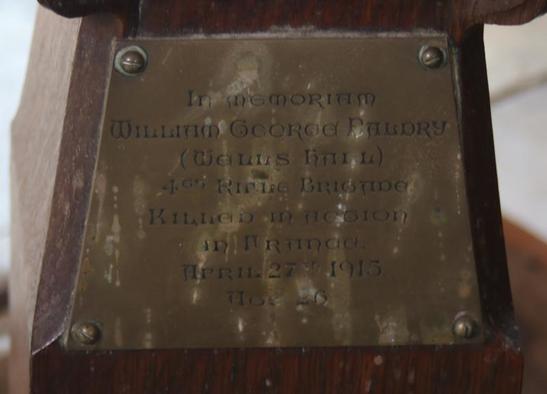 In memoriam
William George Baldry
(Wells Hall)
4th Rifle Brigade
Killed in action
in France.
April 27th 1915
Age 26